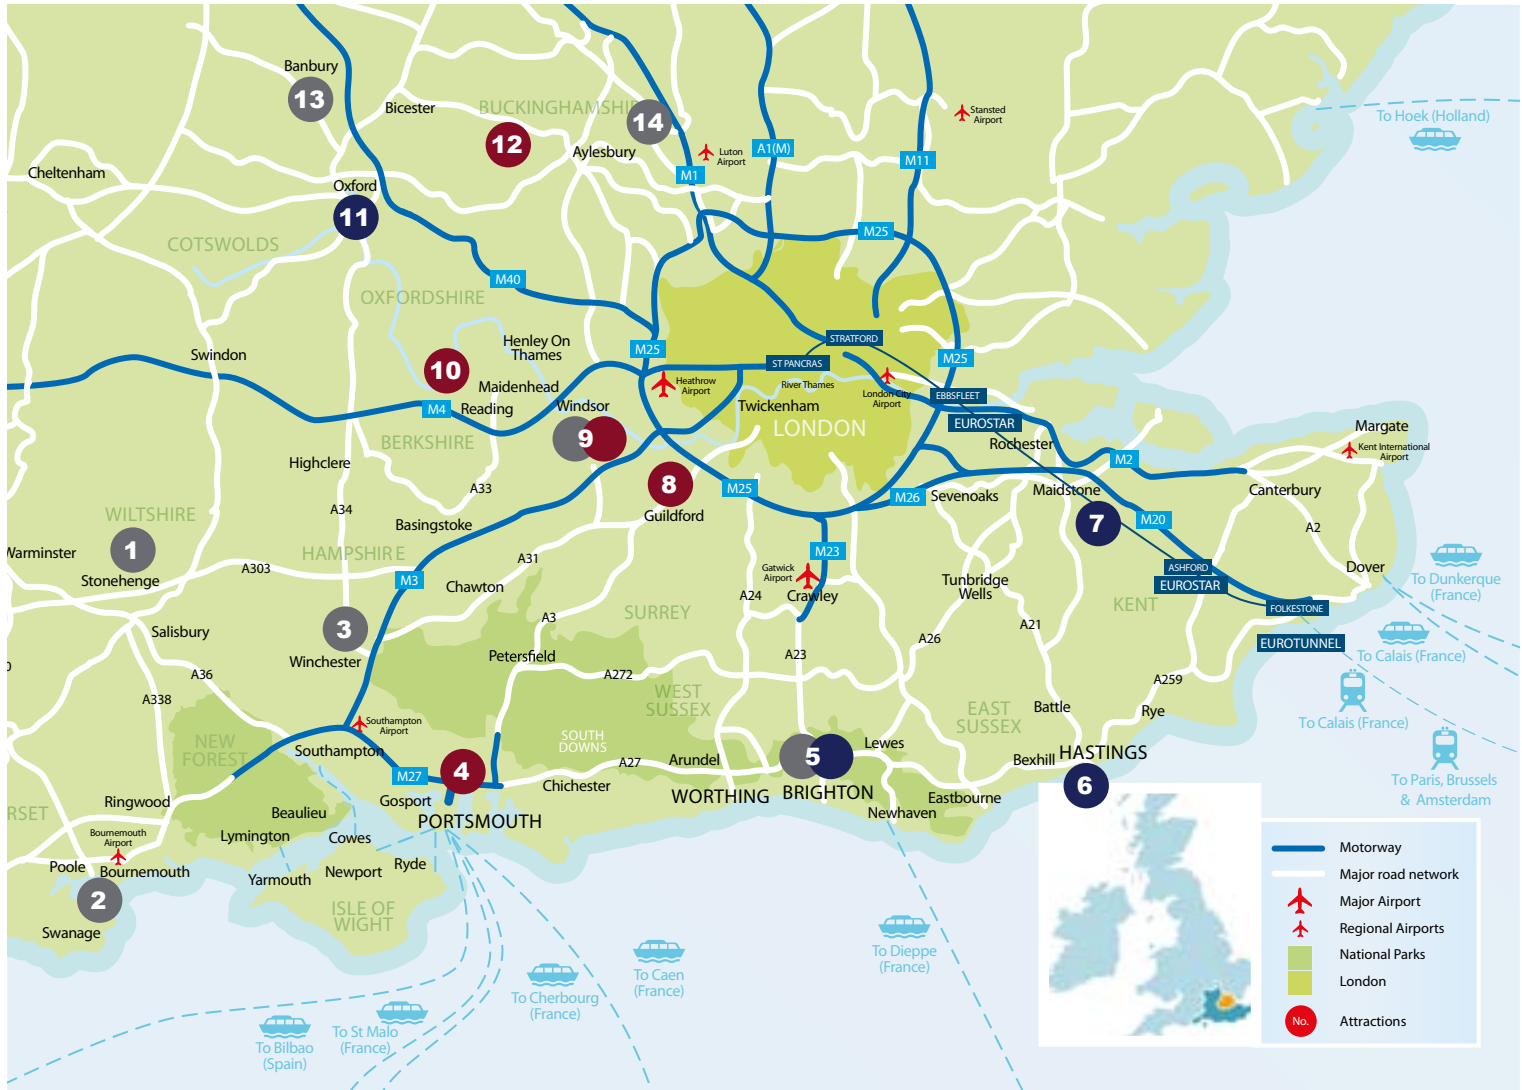 Banbury
13
Bicester
BUCKINGHAMSHIRE
14
12
Aylesbury
Luton
Airport
A1(M)
Stansted
Airport
To Hoek (Holland)
M11
M1
Cheltenham
Oxford
11
COTSWOLDS
M25
M40
OXFORDSHIRE
STRATFORD
Henley On
Thames
M25
M25
Swindon
ST PANCRAS
10
Maidenhead
Heathrow
Airport
River Thames
London City
Airport
EBBSFLEET
M4
Reading
Windsor
Twickenham
EUROSTAR
LONDON
Margate
9
BERKSHIRE
Rochester
Kent International
Airport
M2
Highclere
8
A33
M25
M26
Sevenoaks
Maidstone
Canterbury
A34
Guildford
7
M20
WILTSHIRE
Basingstoke
A2
1
Warminster
HAMPSHIRE
A31
M23
Stonehenge
A303
M3
Chawton
Gatwick
Airport
Crawley
Tunbridge
Wells
ASHFORD
EUROSTAR
Dover
To Dunkerque
(France)
A24
KENT
FOLKESTONE
A3
SURREY
3
Salisbury
A26
A21
EUROTUNNEL
To Calais (France)
Winchester
Petersfield
A23
A36
A272
A338
WEST
SUSSEX
A259
EAST
SUSSEX
Battle
Rye
To Calais (France)
Southampton
Airport
NEW
FOREST
Southampton
SOUTH
DOWNS
Lewes
5
HASTINGS
Bexhill
A27
Arundel
M27
4
To Paris, Brussels
& Amsterdam
Chichester
6
Ringwood
Gosport
WORTHING
BRIGHTON
Eastbourne
RSET
Beaulieu
PORTSMOUTH
Newhaven
Bournemouth
Airport
Lymington
Cowes
Poole
Bournemouth
Yarmouth
Newport
Ryde
2
ISLE OF
WIGHT
Swanage
To Dieppe
(France)
To Caen
(France)
To Cherbourg
(France)
To St Malo
(France)
To Bilbao
(Spain)
Motorway
Major road network
Major Airport
Regional Airports
National Parks
London
No.
Attractions